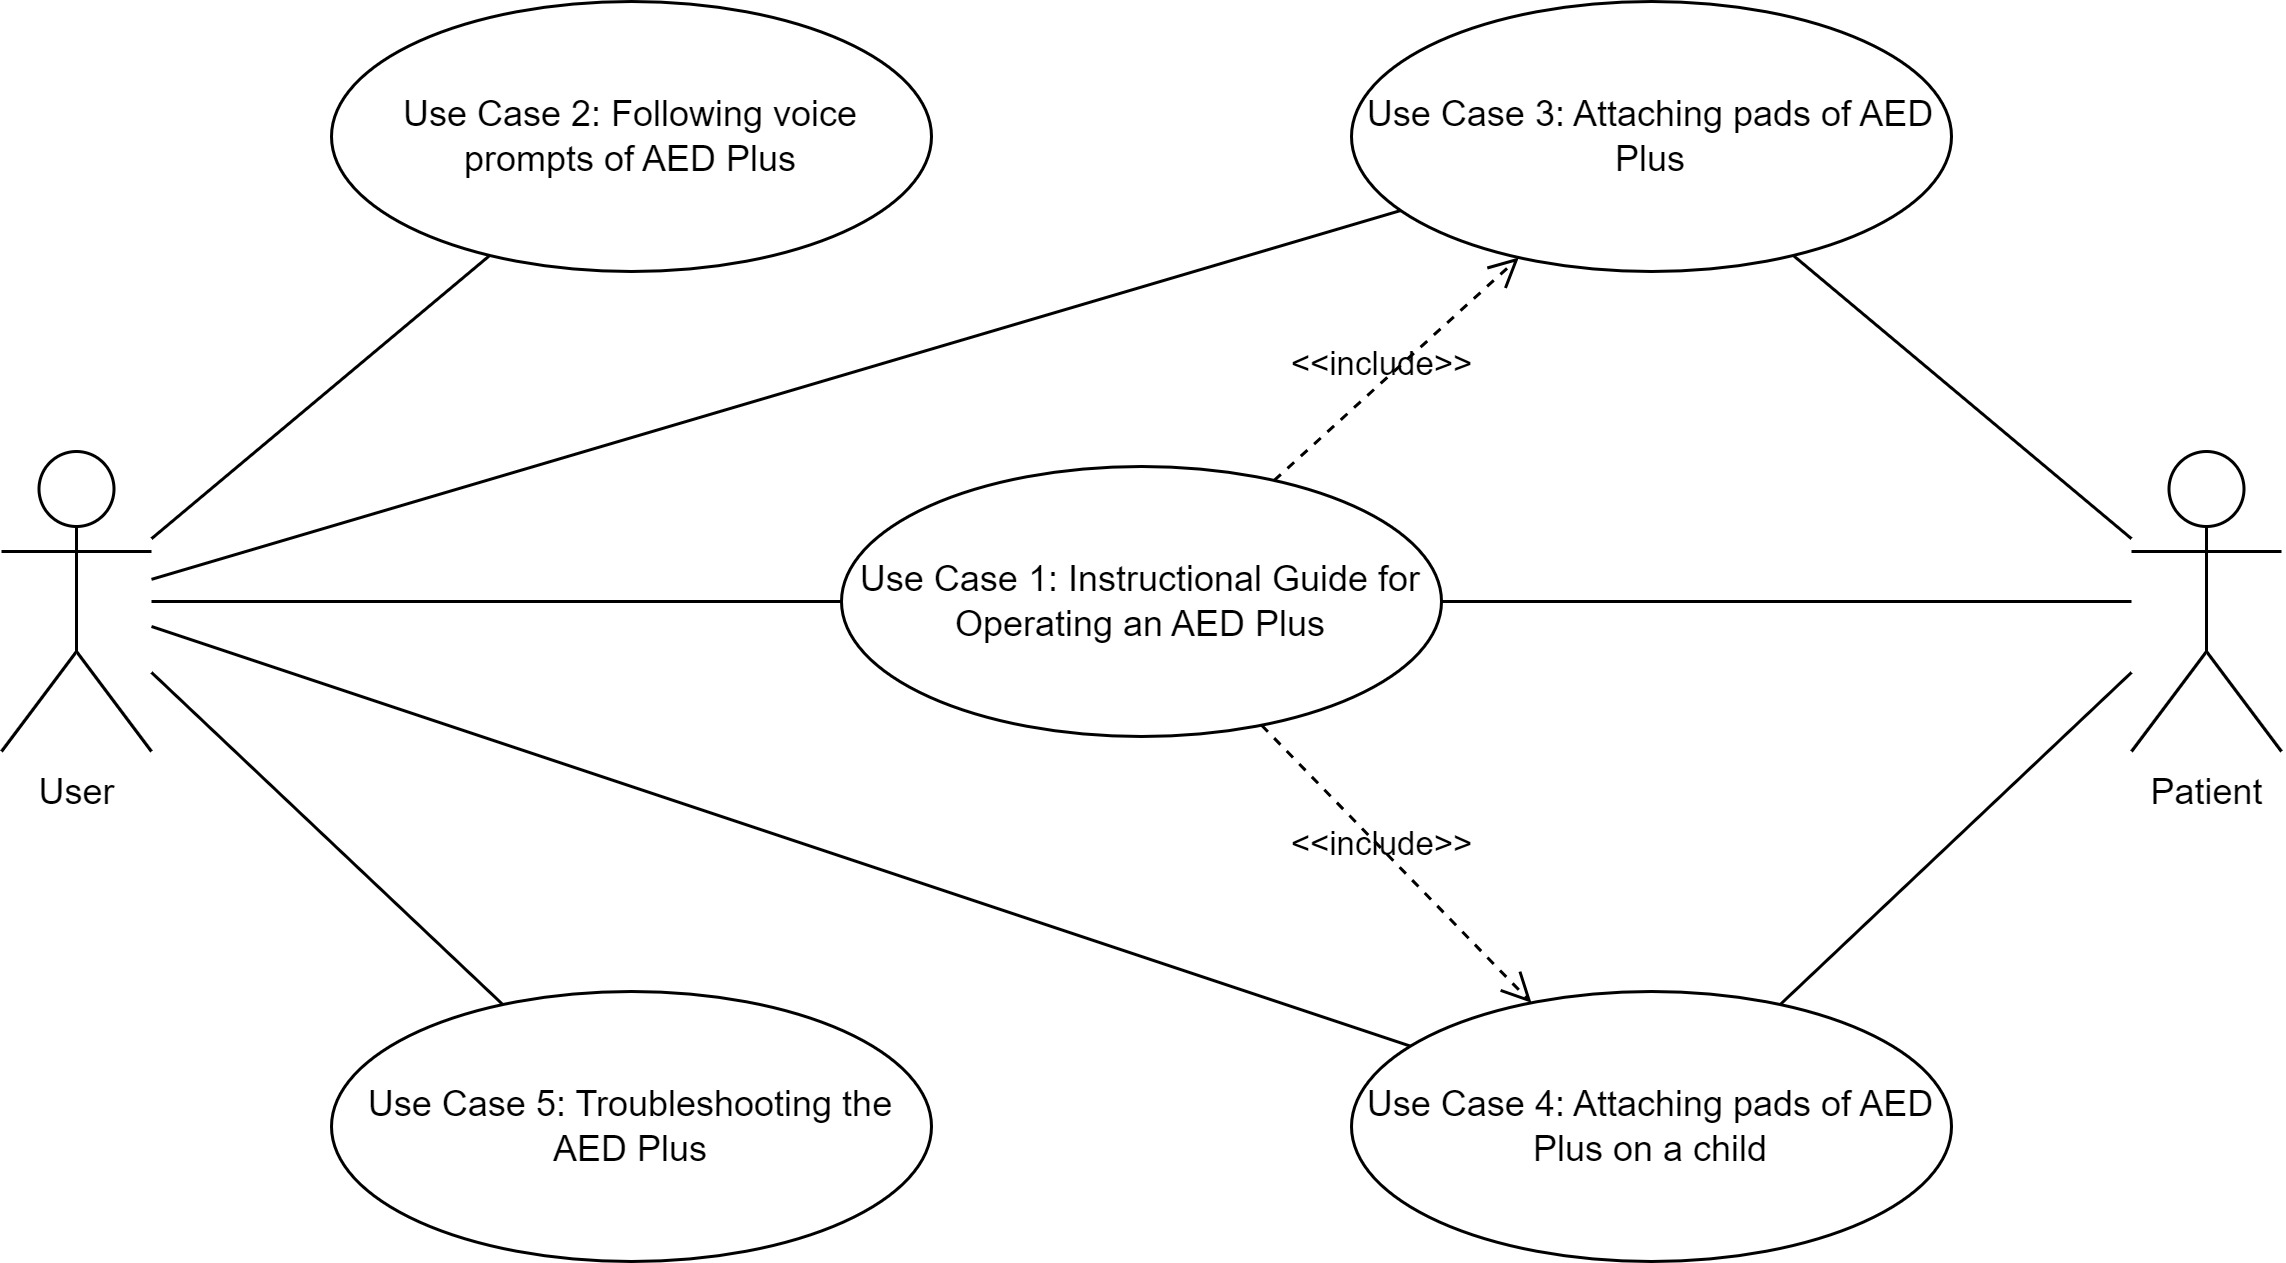 Use Case 2: Following voice
prompts of AED Plus
Use Case 3: Attaching pads of AED
Plus
<<include>>
Use Case 1: Instructional Guide for
Operating an AED Plus
User
Patient
<<include>>
Use Case 5: Troubleshooting the
AED Plus
Use Case 4: Attaching pads of AED
Plus on a child